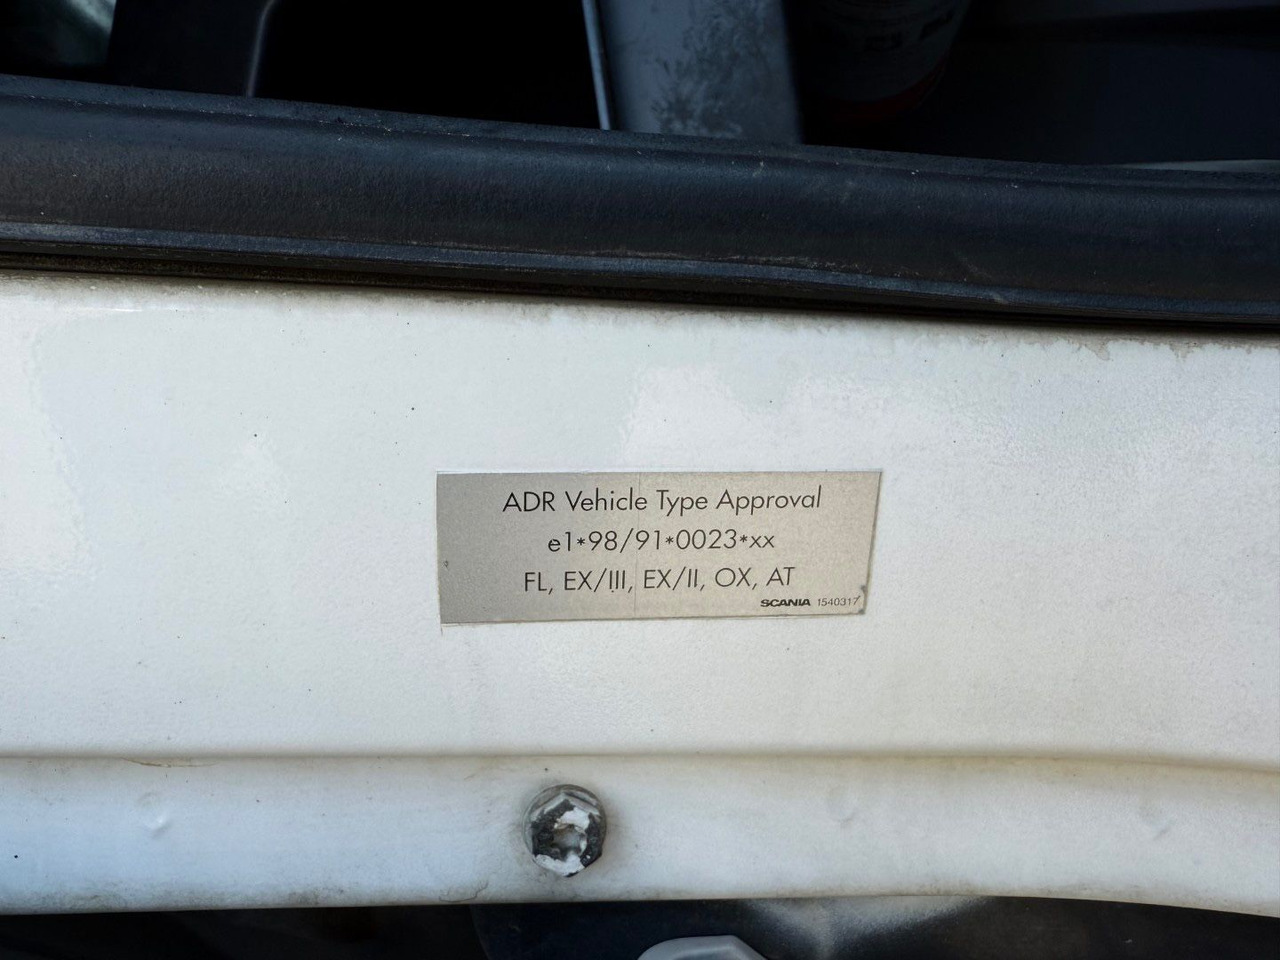 ADR Vehicle Type Approval
e1*98/91*0023*xx
FL, EX/III, EX/II, OX, AT
SCANIA 1540317